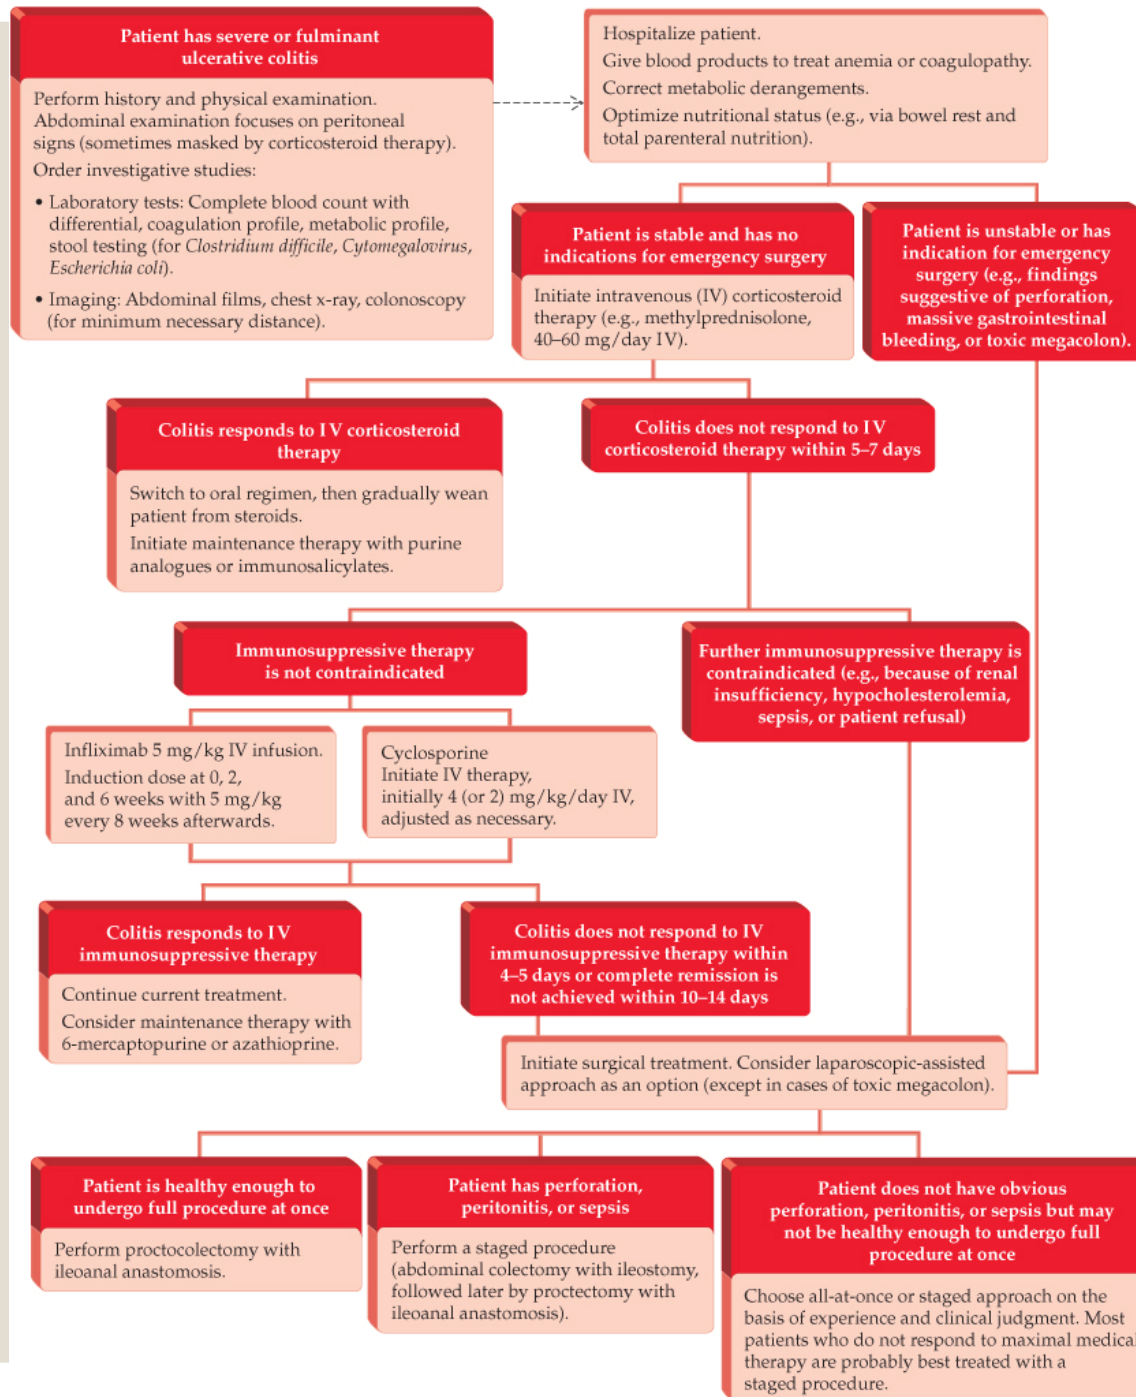 Patient has severe or fulminant
ulcerative colitis
Perform history and physical examination.
Abdominal examination focuses on peritoneal
signs (sometimes masked by corticosteroid therapy).
Order investigative studies:
• Laboratory tests: Complete blood count with
differential, coagulation profile, metabolic profile,
stool testing (for Clostridium difficile, Cytomegalovirus,
Escherichia coli).
• Imaging: Abdominal films, chest x-ray, colonoscopy
(for minimum necessary distance).
Hospitalize patient.
Give blood products to treat anemia or coagulopathy.
Correct metabolic derangements.
Optimize nutritional status (e.g., via bowel rest and
total parenteral nutrition).
Patient is stable and has no
indications for emergency surgery
Initiate intravenous (IV) corticosteroid
therapy (e.g., methylprednisolone,
40–60 mg/day IV).
Patient is unstable or has
indication for emergency
surgery (e.g., findings
suggestive of perforation,
massive gastrointestinal
bleeding, or toxic megacolon).
Colitis responds to IV corticosteroid
therapy
Switch to oral regimen, then gradually wean
patient from steroids.
Initiate maintenance therapy with purine
analogues or immunosalicylates.
Colitis does not respond to IV
corticosteroid therapy within 5–7 days
Immunosuppressive therapy
is not contraindicated
Further immunosuppressive therapy is
contraindicated (e.g., because of renal
insufficiency, hypocholesterolemia,
sepsis, or patient refusal)
Infliximab 5 mg/kg IV infusion.
Induction dose at 0, 2,
and 6 weeks with 5 mg/kg
every 8 weeks afterwards.
Cyclosporine
Initiate IV therapy,
initially 4 (or 2) mg/kg/day IV,
adjusted as necessary.
Colitis responds to IV
immunosuppressive therapy
Continue current treatment.
Consider maintenance therapy with
6-mercaptopurine or azathioprine.
Colitis does not respond to IV
immunosuppressive therapy within
4–5 days or complete remission is
not achieved within 10–14 days
Initiate surgical treatment. Consider laparoscopic-assisted
approach as an option (except in cases of toxic megacolon).
Patient is healthy enough to
undergo full procedure at once
Perform proctocolectomy with
ileoanal anastomosis.
Patient has perforation,
peritonitis, or sepsis
Perform a staged procedure
(abdominal colectomy with ileostomy,
followed later by proctectomy with
ileoanal anastomosis).
Patient does not have obvious
perforation, peritonitis, or sepsis but may
not be healthy enough to undergo full
procedure at once
Choose all-at-once or staged approach on the
basis of experience and clinical judgment. Most
patients who do not respond to maximal medical
therapy are probably best treated with a
staged procedure.